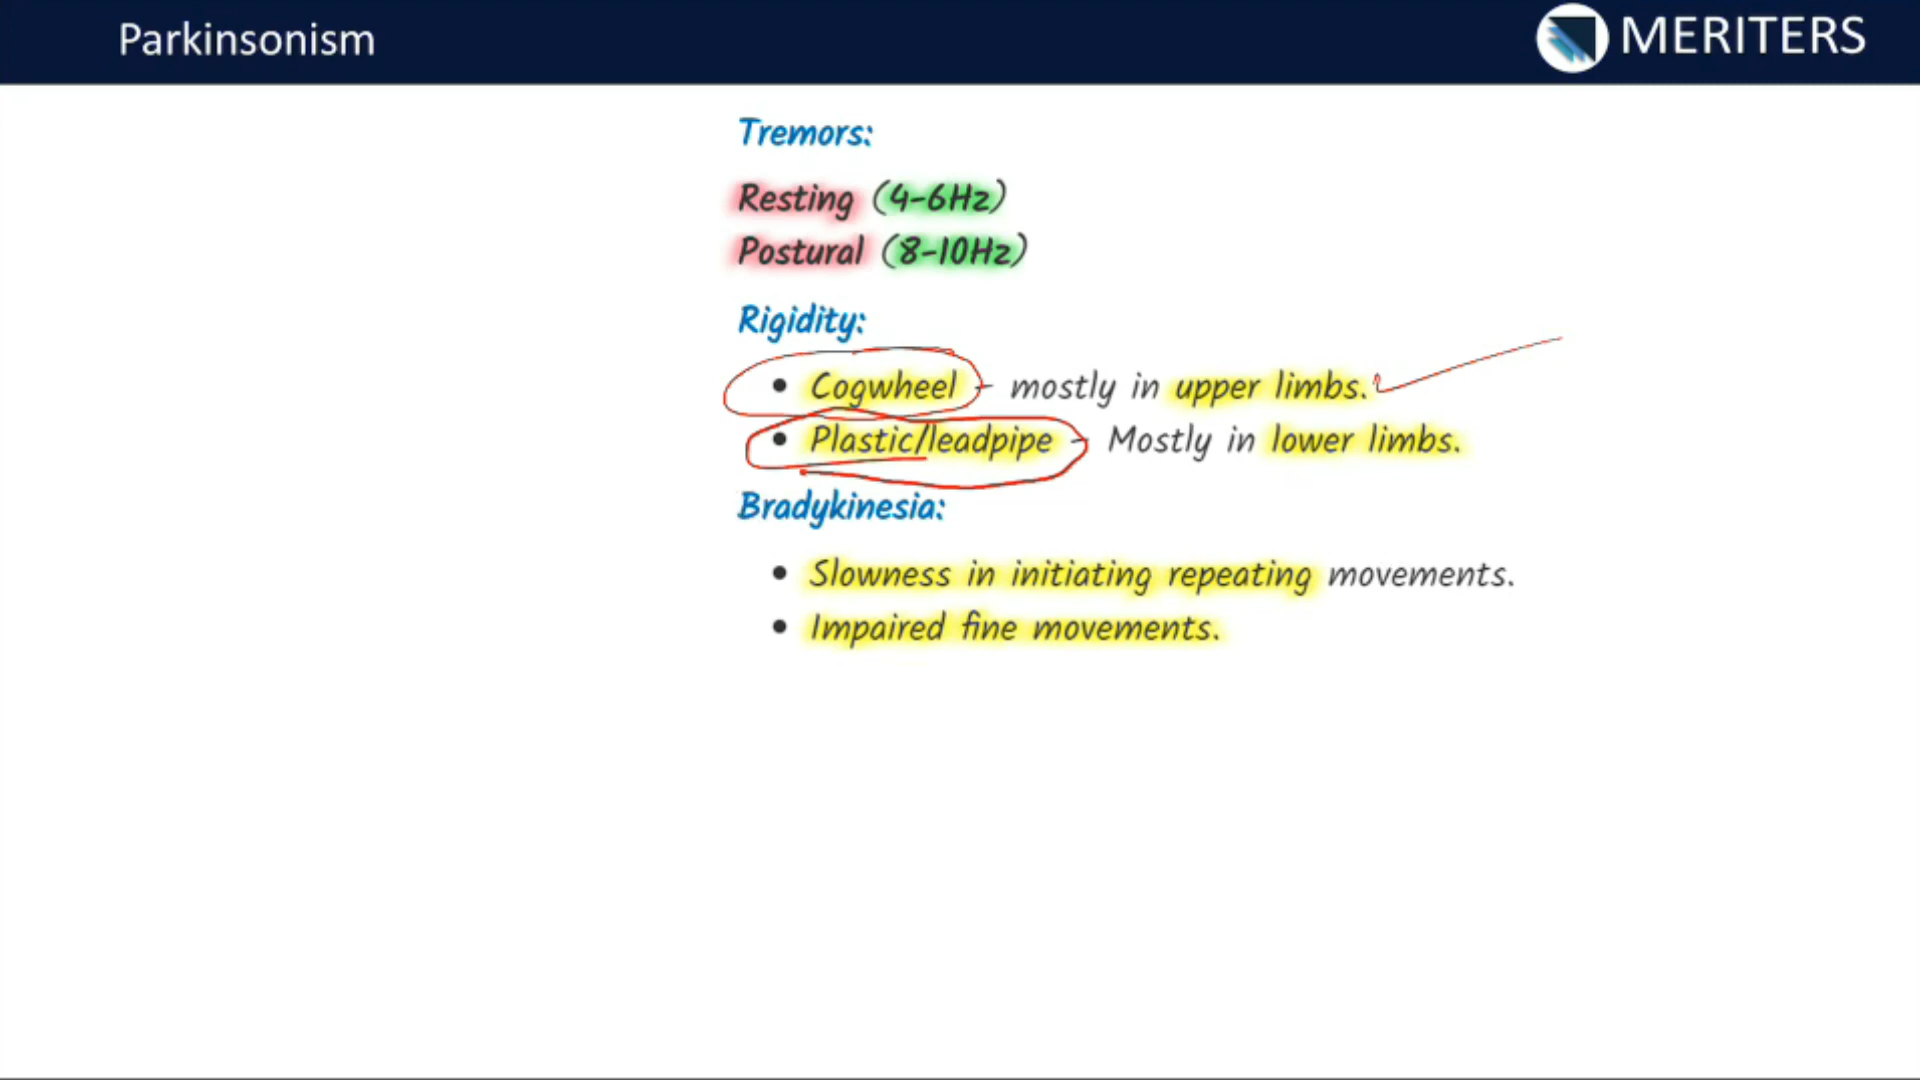 Parkinsonism
MERITERS
Tremors:
Resting (4-6Hz)
Postural (8-10Hz)
Rigidity:
• Cogwheel - mostly in upper limbs.
• Plastic/leadpipe - Mostly in lower limbs.
Bradykinesia:
• Slowness in initiating repeating movements.
• Impaired fine movements.